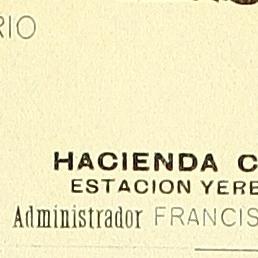 RIO
HACIENDA C
ESTACION YERE
Administrador FRANCIS